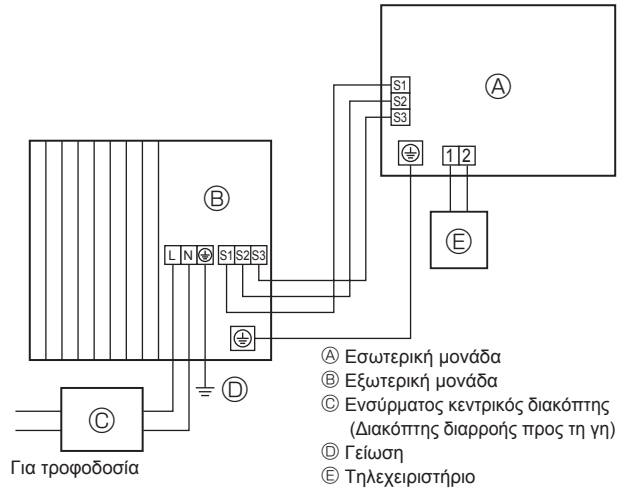 S1
S2
S3
Ⓐ
1 2
Ⓑ
Ⓔ
L N S1 S2 S3
Ⓓ
Ⓒ
Για τροφοδοσία
Ⓐ Εσωτερική μονάδα
Ⓑ Εξωτερική μονάδα
Ⓒ Ενσύρματος κεντρικός διακόπτης
(Διακόπτης διαρροής προς τη γη)
Ⓓ Γείωση
Ⓔ Τηλεχειριστήριο